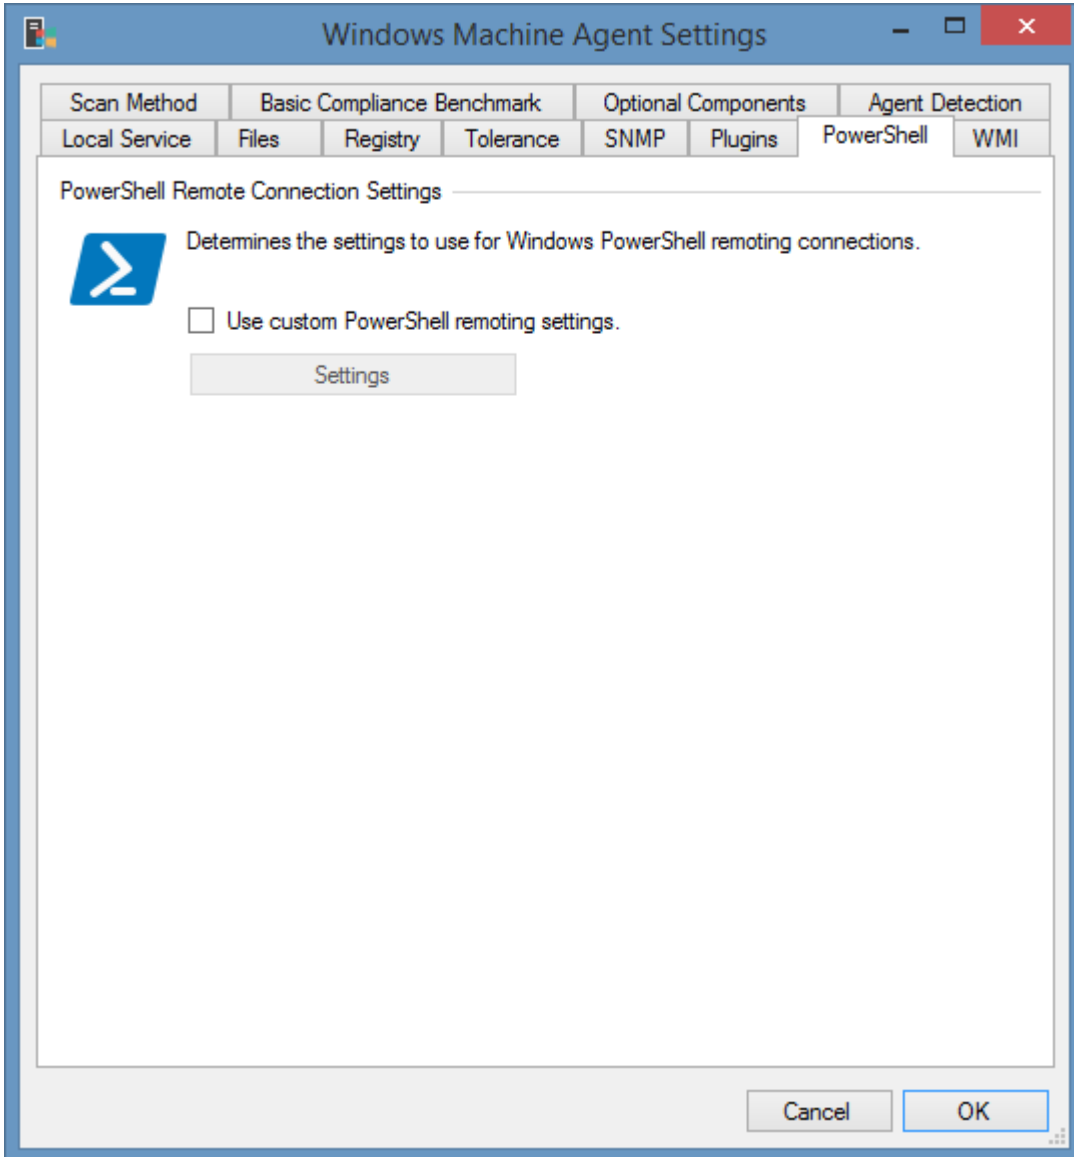 Windows Machine Agent Settings
Scan Method Basic Compliance Benchmark Optional Components Agent Detection
Local Service Files Registry Tolerance SNMP Plugins PowerShell WMI
PowerShell Remote Connection Settings
Determines the settings to use for Windows PowerShell remoting connections.
Use custom PowerShell remoting settings.
Settings
Cancel OK